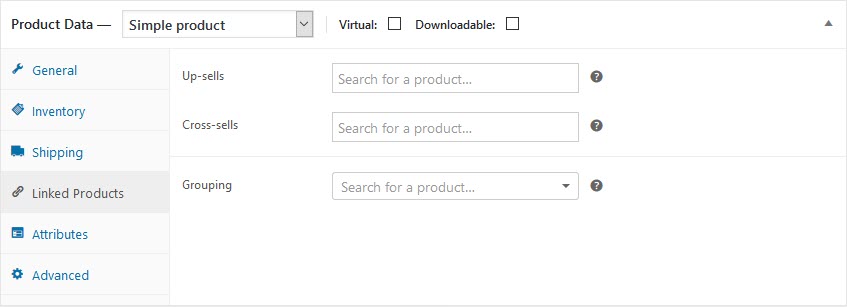 Product Data — Simple product Virtual: Downloadable:
General
Inventory
Shipping
Linked Products
Attributes
Advanced
Up-sells Search for a product... ?
Cross-sells Search for a product... ?
Grouping Search for a product... ?